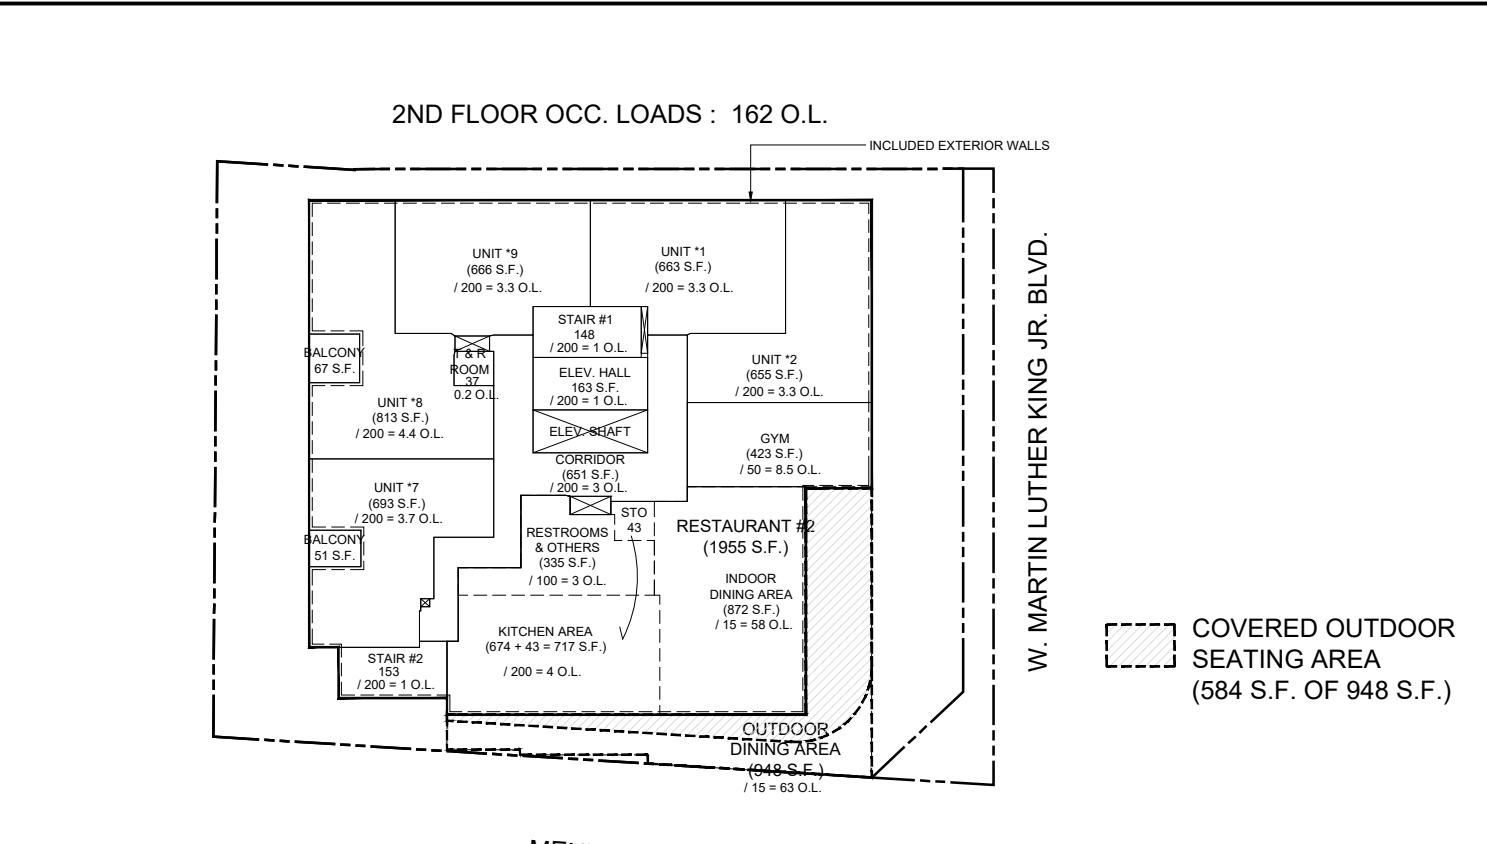 2ND FLOOR OCC. LOADS : 162 O.L.
INCLUDED EXTERIOR WALLS
UNIT *9
(666 S.F.)
/ 200 = 3.3 O.L.
UNIT *1
(663 S.F.)
/ 200 = 3.3 O.L.
STAIR #1
148
/ 200 = 1 O.L.
BALCONY
67 S.F.
T & R
ROOM
37
0.2 O.L.
ELEV. HALL
163 S.F.
/ 200 = 1 O.L.
UNIT *2
(655 S.F.)
/ 200 = 3.3 O.L.
UNIT *8
(813 S.F.)
/ 200 = 4.4 O.L.
ELEV. SHAFT
GYM
(423 S.F.)
/ 50 = 8.5 O.L.
CORRIDOR
(651 S.F.)
/ 200 = 3 O.L.
UNIT *7
(693 S.F.)
/ 200 = 3.7 O.L.
BALCONY
51 S.F.
STO
43
RESTROOMS
& OTHERS
(335 S.F.)
/ 100 = 3 O.L.
RESTAURANT #2
(1955 S.F.)
INDOOR
DINING AREA
(872 S.F.)
/ 15 = 58 O.L.
KITCHEN AREA
(674 + 43 = 717 S.F.)
/ 200 = 4 O.L.
STAIR #2
153
/ 200 = 1 O.L.
OUTDOOR
DINING AREA
(948 S.F.)
/ 15 = 63 O.L.
W. MARTIN LUTHER KING JR. BLVD.
COVERED OUTDOOR
SEATING AREA
(584 S.F. OF 948 S.F.)